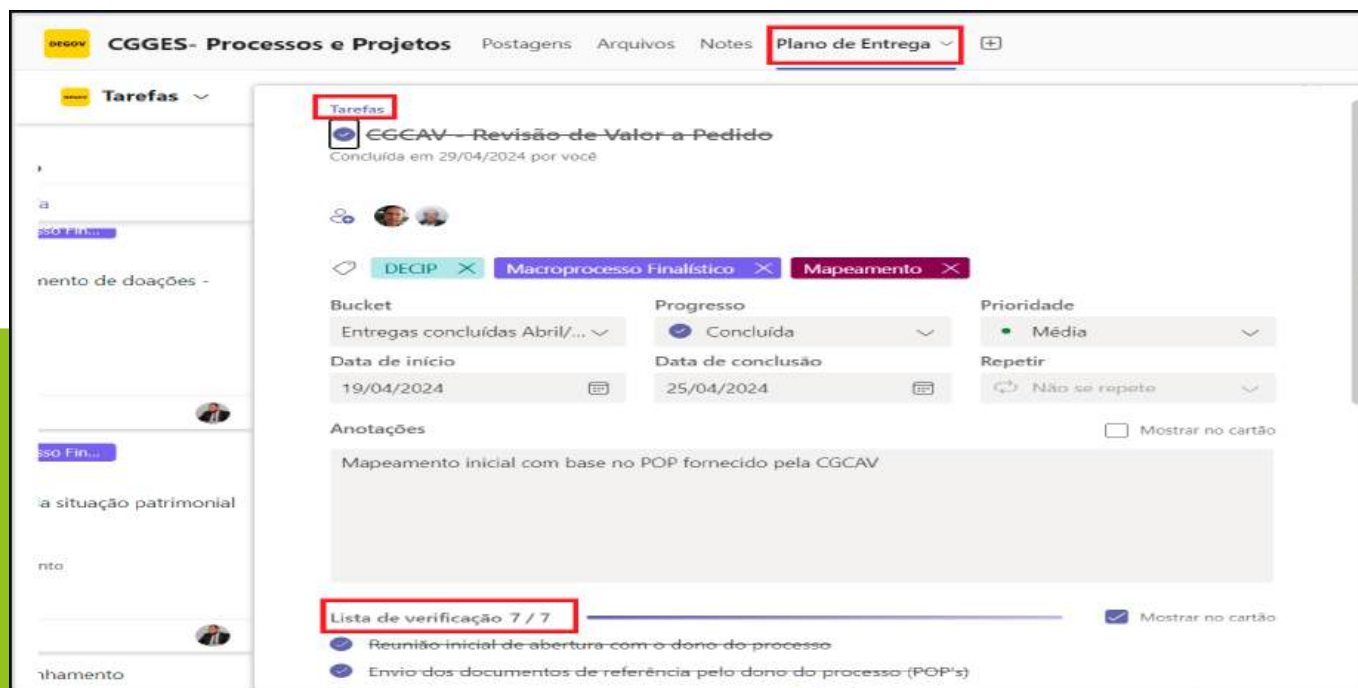 DEGOV CGGES- Processos e Projetos Postagens Arquivos Notes Plano de Entrega
Tarefas
Tarefas
CGCAV - Revisão de Valor a Pedido
Concluída em 29/04/2024 por você
a
sso Fin...
DECIP Macroprocesso Finalístico Mapeamento
mento de doações -
Bucket Progresso Prioridade
Entregas concluídas Abril/... Concluída Média
Data de início Data de conclusão Repetir
19/04/2024 25/04/2024 Não se repete
Anotações Mostrar no cartão
sso Fin...
Mapeamento inicial com base no POP fornecido pela CGCAV
a situação patrimonial
nto
Lista de verificação 7 / 7 Mostrar no cartão
Reunião inicial de abertura com o dono do processo
Envio dos documentos de referência pelo dono do processo (POP's)
nhamento